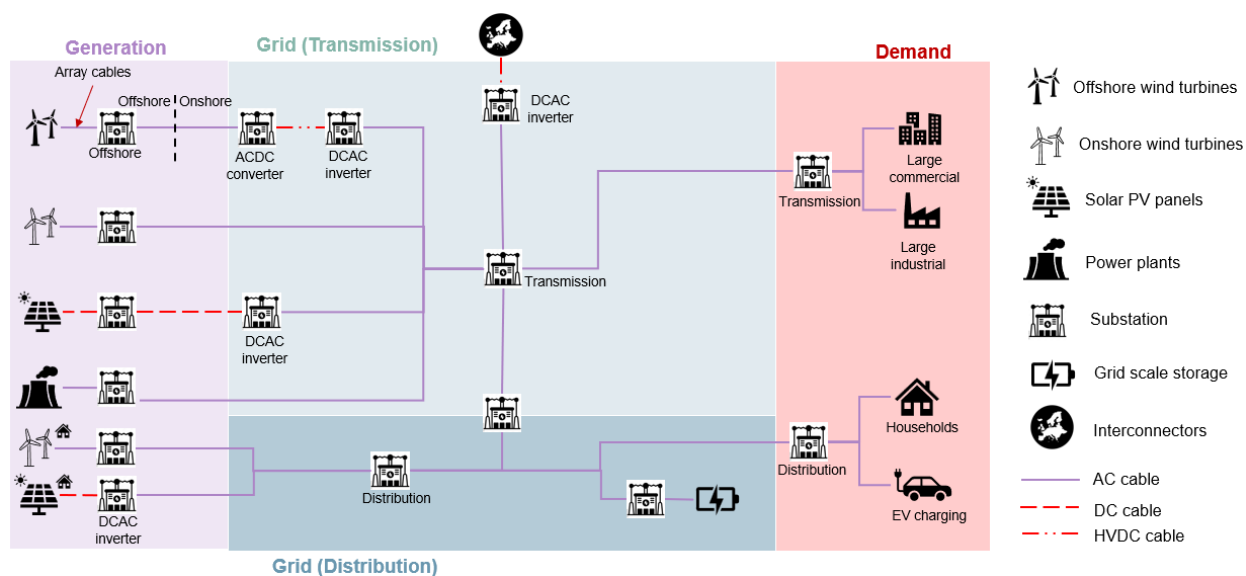 Generation
Grid (Transmission)
Demand
Array cables
Offshore
Onshore
Offshore
ACDC
converter
DCAC
inverter
DCAC
inverter
Transmission
Large
commercial
Large
industrial
Transmission
DCAC
inverter
Households
Distribution
EV charging
Distribution
DCAC
inverter
Grid (Distribution)
Offshore wind turbines
Onshore wind turbines
Solar PV panels
Power plants
Substation
Grid scale storage
Interconnectors
AC cable
DC cable
HVDC cable